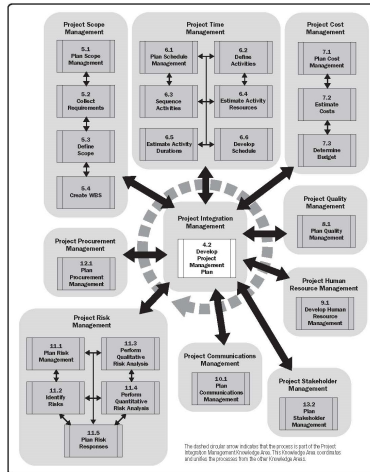 Project Scope
Management
5.1
Plan Scope
Management
5.2
Collect
Requirements
5.3
Define
Scope
5.4
Create WBS
Project Time
Management
6.1
Plan Schedule
Management
6.2
Define
Activities
6.3
Sequence
Activities
6.4
Estimate Activity
Resources
6.5
Estimate Activity
Durations
6.6
Develop
Schedule
Project Cost
Management
7.1
Plan Cost
Management
7.2
Estimate
Costs
7.3
Determine
Budget
Project Integration
Management
4.2
Develop
Project
Management
Plan
Project Quality
Management
8.1
Plan Quality
Management
Project Procurement
Management
12.1
Plan
Procurement
Management
Project Human
Resource Management
9.1
Develop Human
Resource
Management
Project Risk
Management
11.1
Plan Risk
Management
11.3
Perform
Qualitative
Risk Analysis
11.2
Identify
Risks
11.4
Perform
Quantitative
Risk Analysis
11.5
Plan Risk
Responses
Project Communications
Management
10.1
Plan
Communications
Management
Project Stakeholder
Management
13.2
Plan
Stakeholder
Management
The dashed circular arrow indicates that the process is part of the Project
Integration Management Knowledge Area. This Knowledge Area coordinates
and unifies the processes from the other Knowledge Areas.